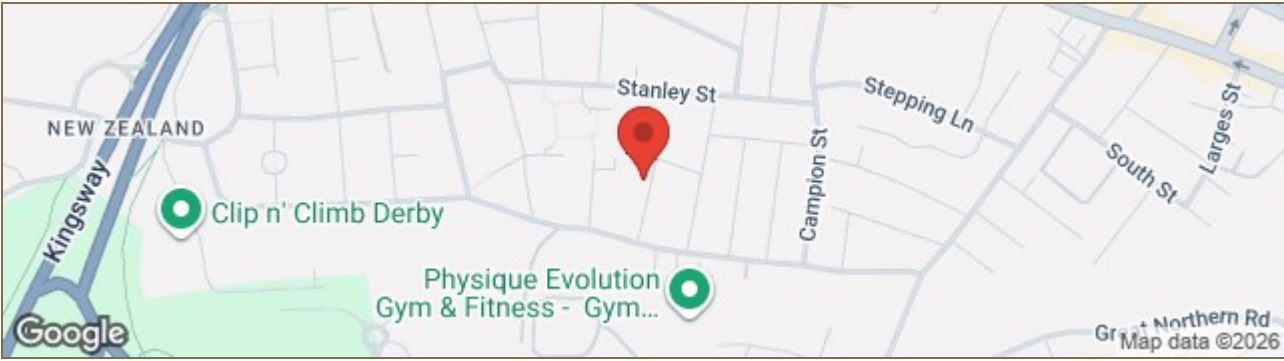 Stanley St
Stepping Ln
Larges St
NEW ZEALAND
South St
Campion St
Kingsway
Clip n' Climb Derby
Physique Evolution
Gym & Fitness - Gym...
Google
Great Northern Rd
Map data ©2026